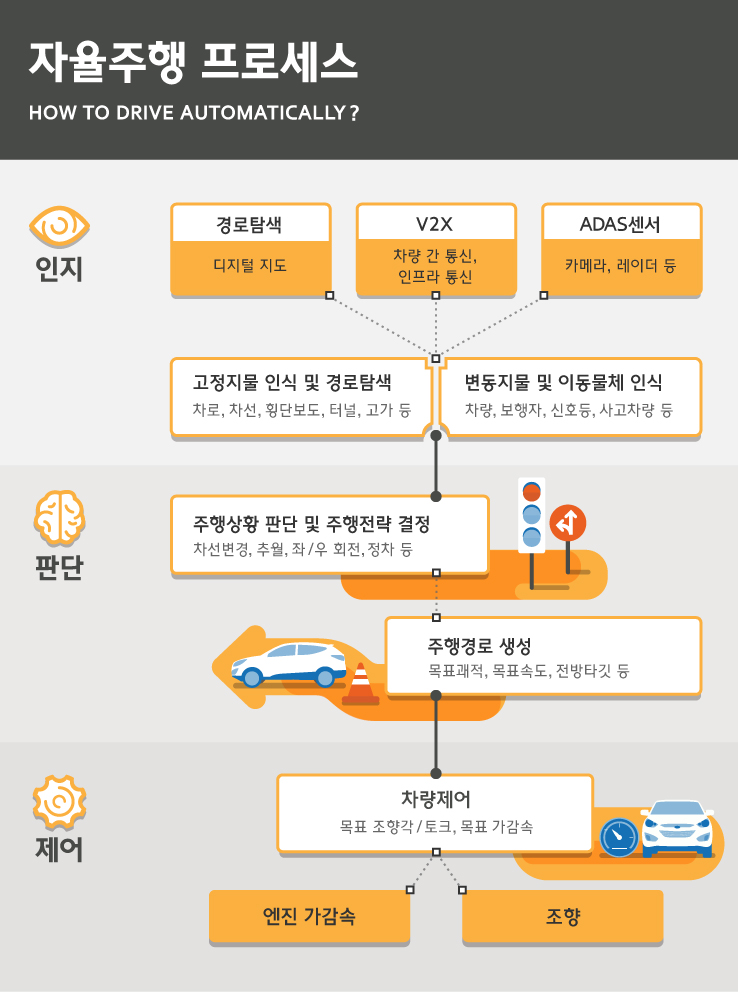 자율주행 프로세스
HOW TO DRIVE AUTOMATICALLY?
인지
경로탐색
디지털 지도
V2X
차량 간 통신,
인프라 통신
ADAS센서
카메라, 레이더 등
고정지물 인식 및 경로탐색
차로, 차선, 횡단보도, 터널, 고가 등
변동지물 및 이동물체 인식
차량, 보행자, 신호등, 사고차량 등
판단
주행상황 판단 및 주행전략 결정
차선변경, 추월, 좌/우 회전, 정차 등
주행경로 생성
목표괘적, 목표속도, 전방타깃 등
제어
차량제어
목표 조향각/토크, 목표 가감속
엔진 가감속
조향